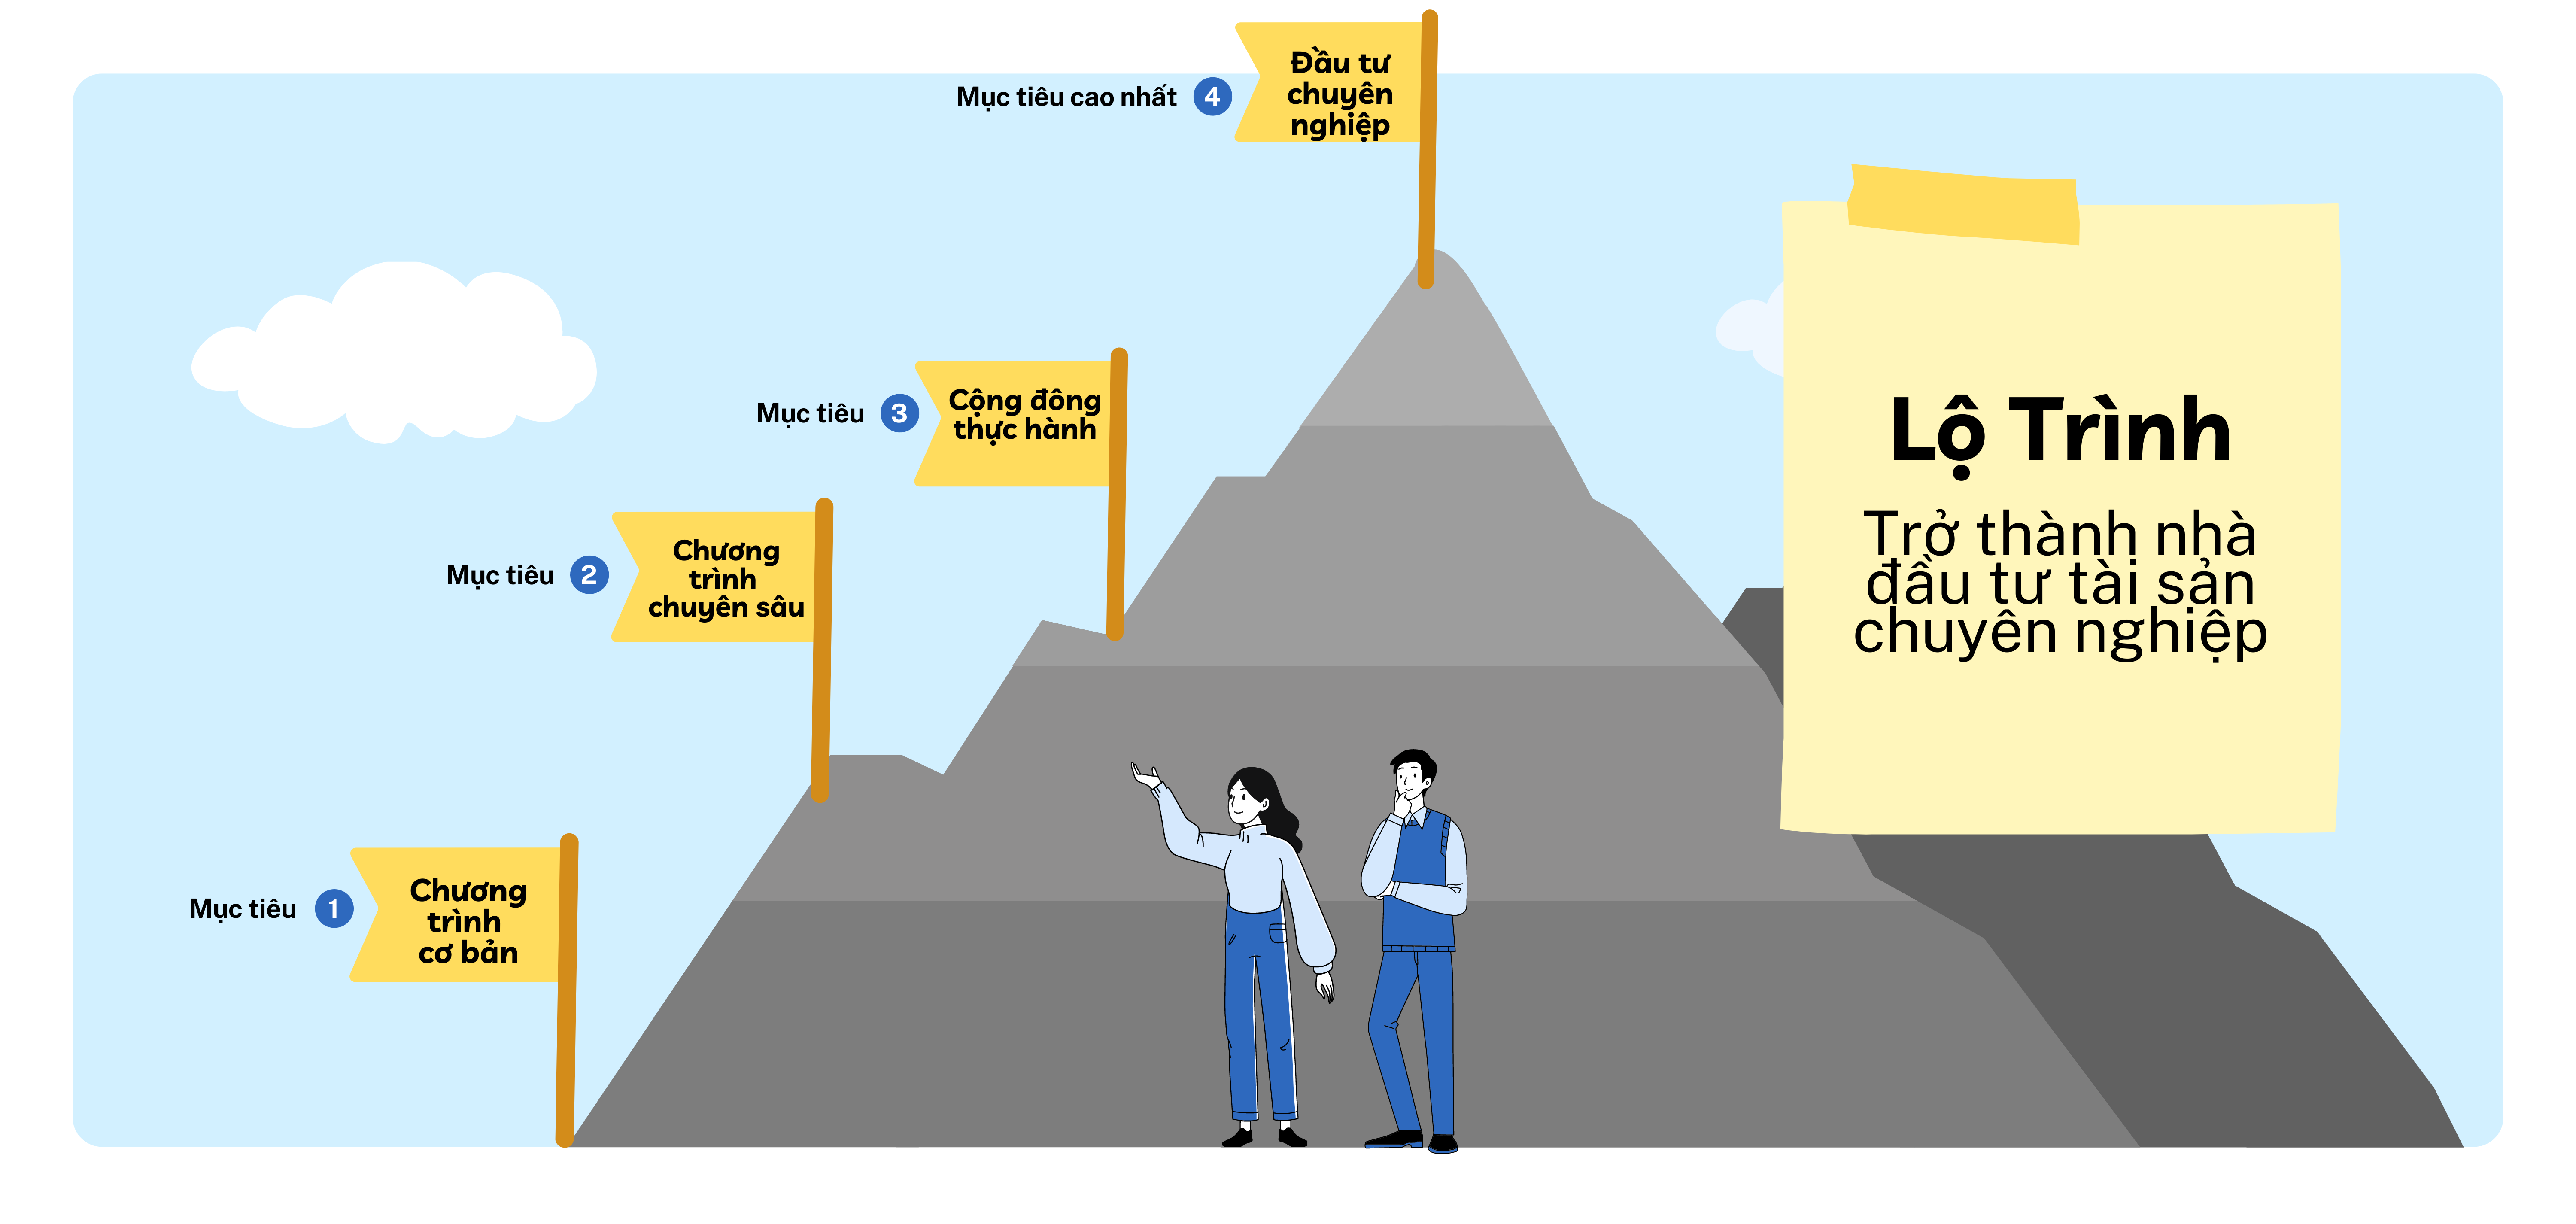 Đầu tư
chuyên
nghiệp
Mục tiêu cao nhất 4
Cộng đông
thực hành
Mục tiêu 3
Chương
trình
chuyên sâu
Mục tiêu 2
Chương
trình
cơ bản
Mục tiêu 1
Lộ Trình
Trở thành nhà
đầu tư tài sản
chuyên nghiệp